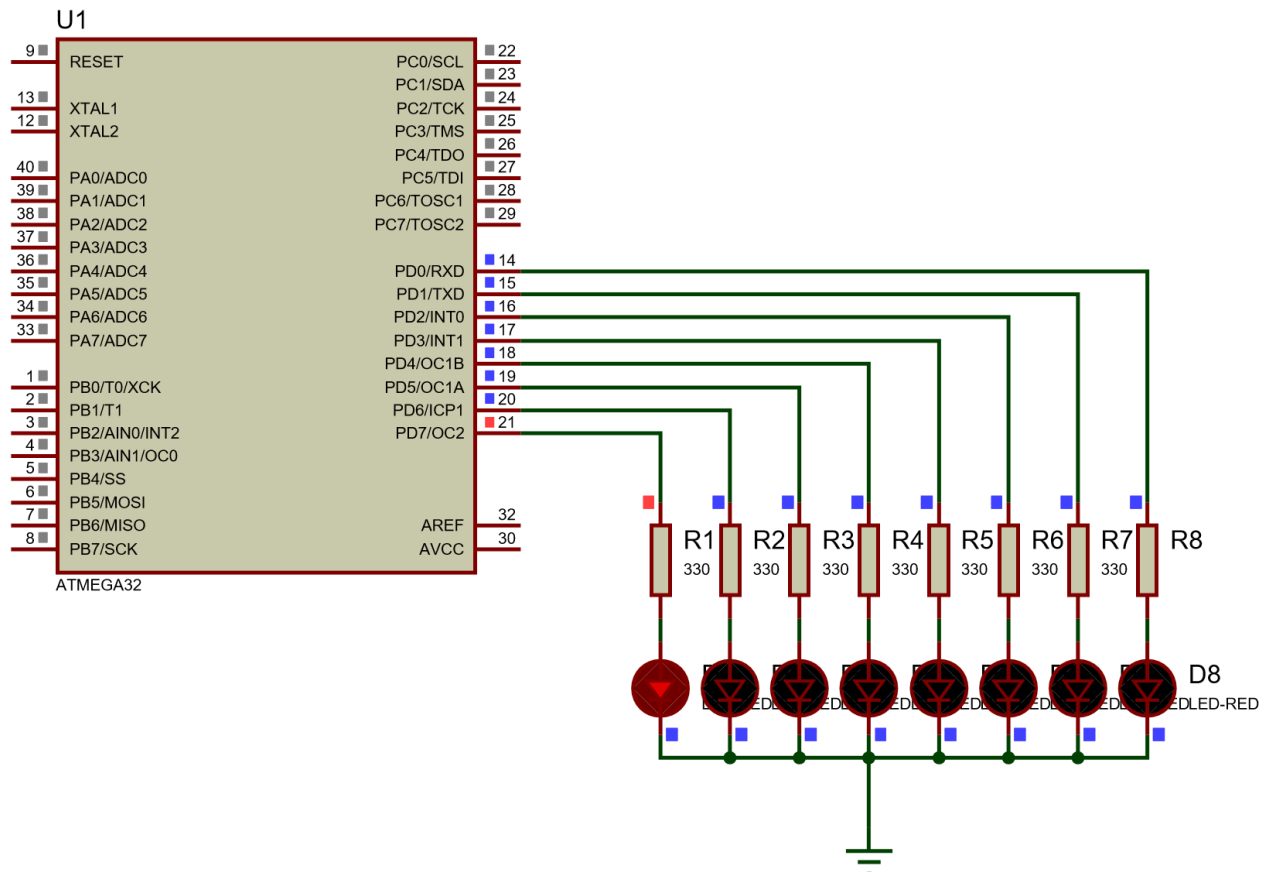 U1
9 RESET
13 XTAL1
12 XTAL2
40 PA0/ADC0
39 PA1/ADC1
38 PA2/ADC2
37 PA3/ADC3
36 PA4/ADC4
35 PA5/ADC5
34 PA6/ADC6
33 PA7/ADC7
1 PB0/T0/XCK
2 PB1/T1
3 PB2/AIN0/INT2
4 PB3/AIN1/OC0
5 PB4/SS
6 PB5/MOSI
7 PB6/MISO
8 PB7/SCK
PC0/SCL 22
PC1/SDA 23
PC2/TCK 24
PC3/TMS 25
PC4/TDO 26
PC5/TDI 27
PC6/TOSC1 28
PC7/TOSC2 29
PD0/RXD 14
PD1/TXD 15
PD2/INT0 16
PD3/INT1 17
PD4/OC1B 18
PD5/OC1A 19
PD6/ICP1 20
PD7/OC2 21
AREF 32
AVCC 30
ATMEGA32
R1 R2 R3 R4 R5 R6 R7 R8
330 330 330 330 330 330 330
D8
LED-RED